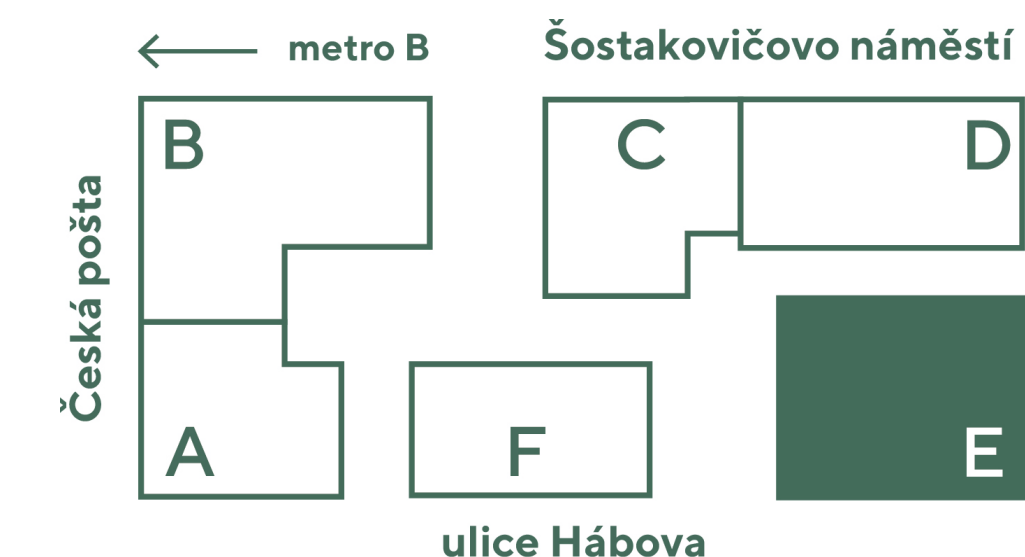 metro B
Šostakovičovo náměstí
B
C
D
Česká pošta
A
F
E
ulice Hábova